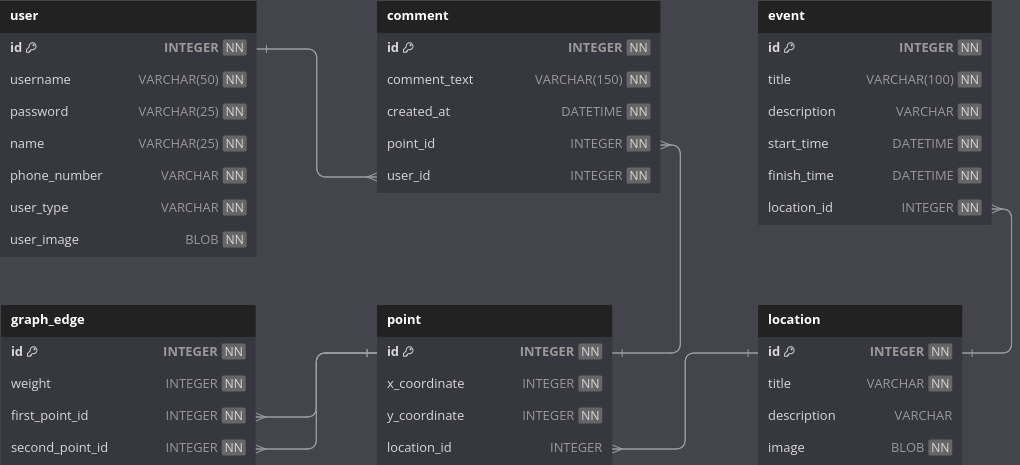 user
id INTEGER NN
username VARCHAR(50) NN
password VARCHAR(25) NN
name VARCHAR(25) NN
phone_number VARCHAR NN
user_type VARCHAR NN
user_image BLOB NN
comment
id INTEGER NN
comment_text VARCHAR(150) NN
created_at DATETIME NN
point_id INTEGER NN
user_id INTEGER NN
event
id INTEGER NN
title VARCHAR(100) NN
description VARCHAR NN
start_time DATETIME NN
finish_time DATETIME NN
location_id INTEGER NN
graph_edge
id INTEGER NN
weight INTEGER NN
first_point_id INTEGER NN
second_point_id INTEGER NN
point
id INTEGER NN
x_coordinate INTEGER NN
y_coordinate INTEGER NN
location_id INTEGER
location
id INTEGER NN
title VARCHAR NN
description VARCHAR
image BLOB NN